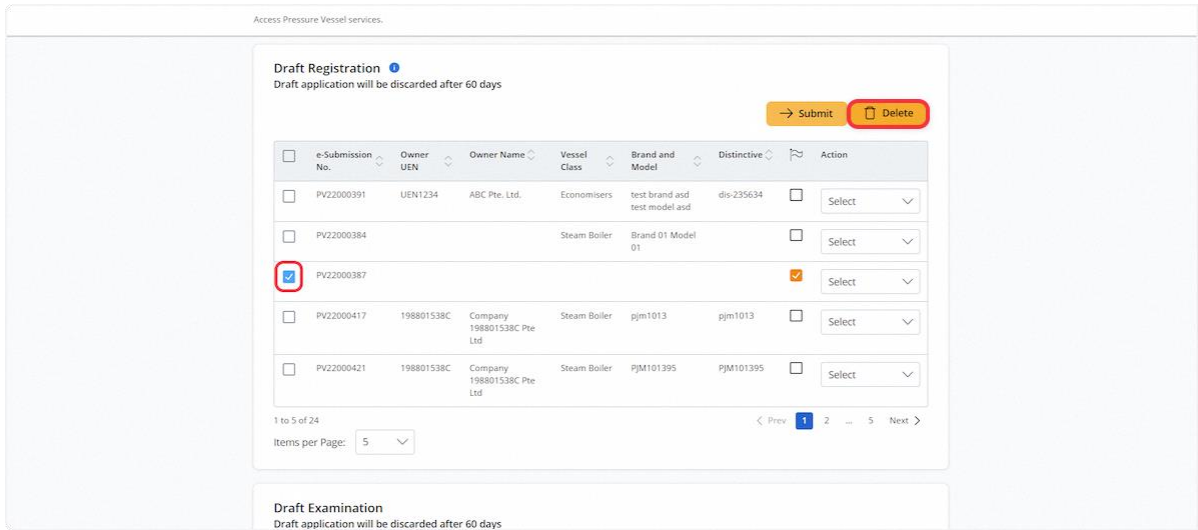 Access Pressure Vessel services.
Draft Registration
Draft application will be discarded after 60 days
Submit
Delete
e-Submission No.
Owner UEN
Owner Name
Vessel Class
Brand and Model
Distinctive
Action
PV22000391 UEN1234 ABC Pte. Ltd. Economisers test brand asd dis-235634 Select
test model asd
PV22000384 Steam Boiler Brand 01 Model Select
01
PV22000387 Select
PV22000417 198801538C Company Steam Boiler pjm1013 pjm1013 Select
198801538C Pte
Ltd
PV22000421 198801538C Company Steam Boiler PJM101395 PJM101395 Select
198801538C Pte
Ltd
1 to 5 of 24
Prev 1 2 ... 5 Next
Items per Page: 5
Draft Examination
Draft application will be discarded after 60 days